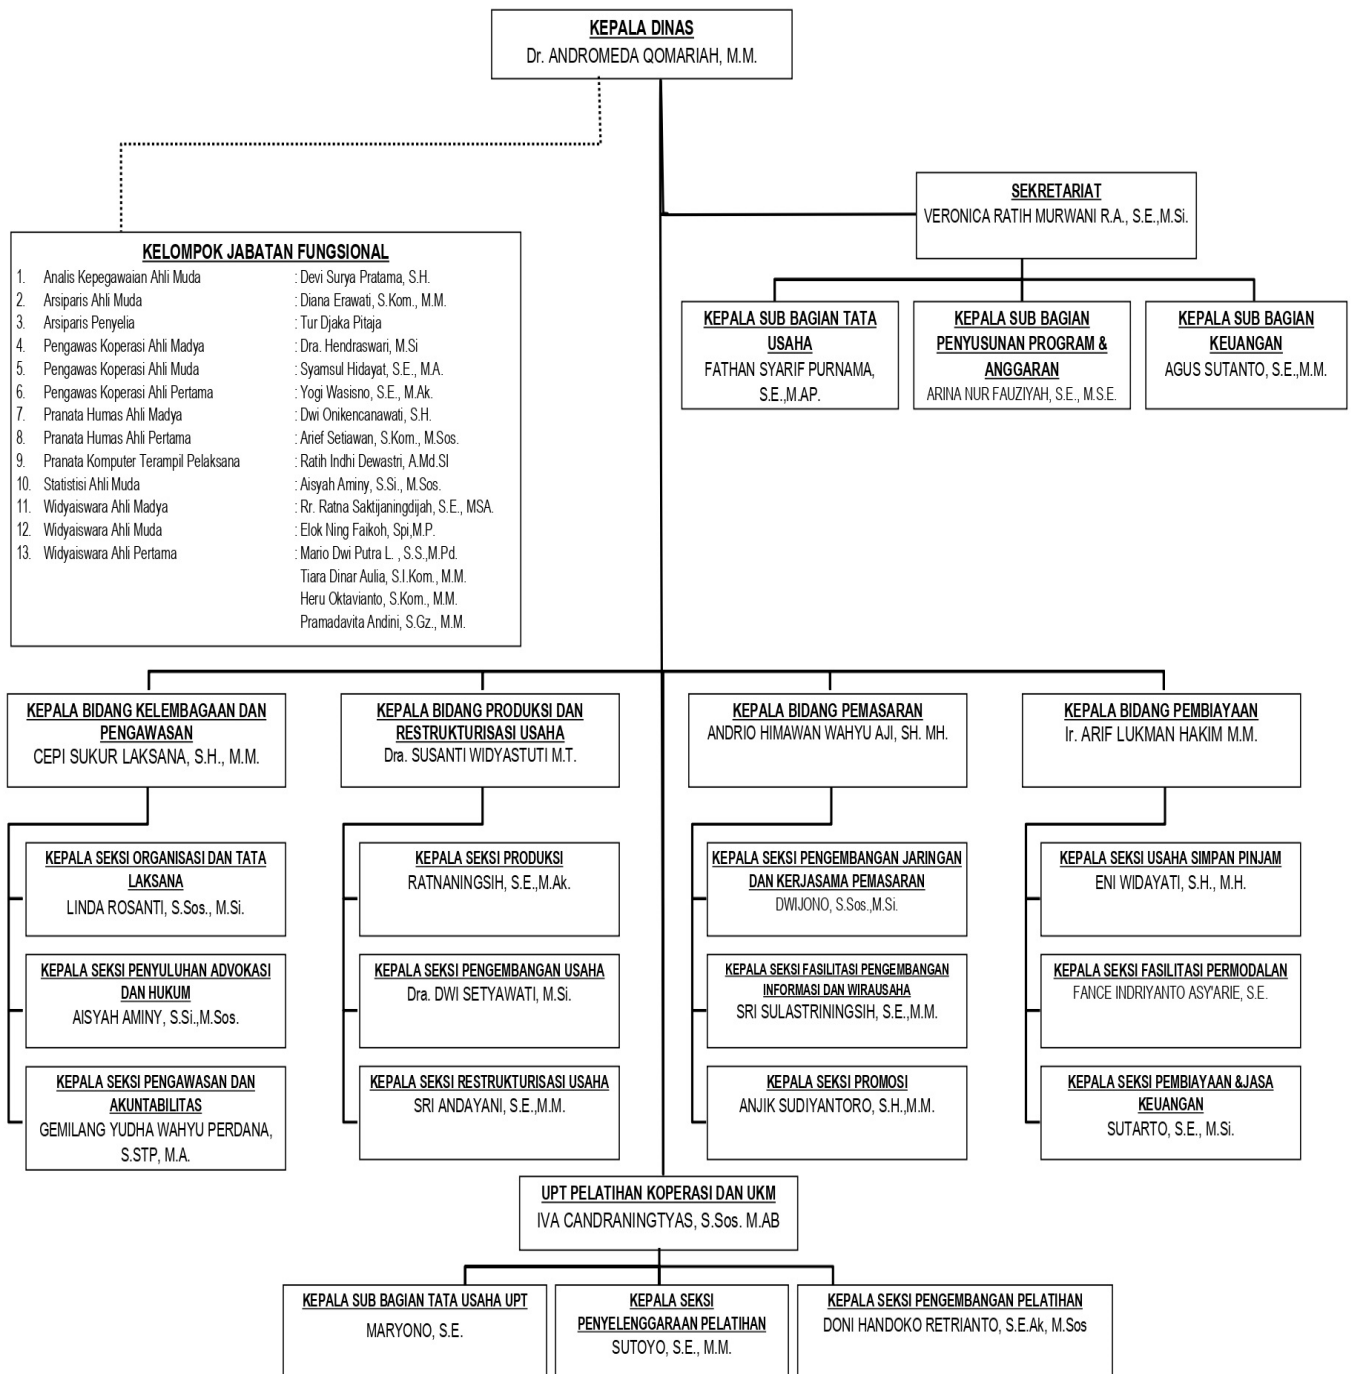 KEPALA DINAS
Dr. ANDROMEDA QOMARIAH, M.M.
SEKRETARIAT
VERONICA RATIH MURWANI R.A., S.E.,M.Si.
KELOMPOK JABATAN FUNGSIONAL
1. Analis Kepegawaian Ahli Muda : Devi Surya Pratama, S.H.
2. Arsiparis Ahli Muda : Diana Erawati, S.Kom., M.M.
3. Arsiparis Penyelia : Tur Djaka Pitaja
4. Pengawas Koperasi Ahli Madya : Dra. Hendraswari, M.Si
5. Pengawas Koperasi Ahli Muda : Syamsul Hidayat, S.E., M.A.
6. Pengawas Koperasi Ahli Pertama : Yogi Wasisno, S.E., M.Ak.
7. Pranata Humas Ahli Madya : Dwi Onikencanawati, S.H.
8. Pranata Humas Ahli Pertama : Arief Setiawan, S.Kom., M.Sos.
9. Pranata Komputer Terampil Pelaksana : Ratih Indhi Dewastri, A.Md.SI
10. Statistisi Ahli Muda : Aisyah Aminy, S.Si., M.Sos.
11. Widyaiswara Ahli Madya : Rr. Ratna Saktijaningdijah, S.E., MSA.
12. Widyaiswara Ahli Muda : Elok Ning Faikoh, Spi,M.P.
13. Widyaiswara Ahli Pertama : Mario Dwi Putra L. , S.S.,M.Pd.
Tiara Dinar Aulia, S.I.Kom., M.M.
Heru Oktavianto, S.Kom., M.M.
Pramadavita Andini, S.Gz., M.M.
KEPALA SUB BAGIAN TATA
USAHA
FATHAN SYARIF PURNAMA,
S.E.,M.AP.
KEPALA SUB BAGIAN
PENYUSUNAN PROGRAM &
ANGGARAN
ARINA NUR FAUZIYAH, S.E., M.S.E.
KEPALA SUB BAGIAN
KEUANGAN
AGUS SUTANTO, S.E.,M.M.
KEPALA BIDANG KELEMBAGAAN DAN
PENGAWASAN
CEPI SUKUR LAKSANA, S.H., M.M.
KEPALA BIDANG PRODUKSI DAN
RESTRUKTURISASI USAHA
Dra. SUSANTI WIDYASTUTI M.T.
KEPALA BIDANG PEMASARAN
ANDRIO HIMAWAN WAHYU AJI, SH. MH.
KEPALA BIDANG PEMBIAYAAN
Ir. ARIF LUKMAN HAKIM M.M.
KEPALA SEKSI ORGANISASI DAN TATA
LAKSANA
LINDA ROSANTI, S.Sos., M.Si.
KEPALA SEKSI PRODUKSI
RATNANINGSIH, S.E.,M.Ak.
KEPALA SEKSI PENGEMBANGAN JARINGAN
DAN KERJASAMA PEMASARAN
DWIJONO, S.Sos.,M.Si.
KEPALA SEKSI USAHA SIMPAN PINJAM
ENI WIDAYATI, S.H., M.H.
KEPALA SEKSI PENYULUHAN ADVOKASI
DAN HUKUM
AISYAH AMINY, S.Si.,M.Sos.
KEPALA SEKSI PENGEMBANGAN USAHA
Dra. DWI SETYAWATI, M.Si.
KEPALA SEKSI FASILITASI PENGEMBANGAN
INFORMASI DAN WIRAUSAHA
SRI SULASTRININGSIH, S.E.,M.M.
KEPALA SEKSI FASILITASI PERMODALAN
FANCE INDRIYANTO ASY'ARIE, S.E.
KEPALA SEKSI PENGAWASAN DAN
AKUNTABILITAS
GEMILANG YUDHA WAHYU PERDANA,
S.STP, M.A.
KEPALA SEKSI RESTRUKTURISASI USAHA
SRI ANDAYANI, S.E.,M.M.
KEPALA SEKSI PROMOSI
ANJIK SUDIYANTORO, S.H.,M.M.
KEPALA SEKSI PEMBIAYAAN &JASA
KEUANGAN
SUTARTO, S.E., M.Si.
UPT PELATIHAN KOPERASI DAN UKM
IVA CANDRANINGTYAS, S.Sos. M.AB
KEPALA SUB BAGIAN TATA USAHA UPT
MARYONO, S.E.
KEPALA SEKSI
PENYELENGGARAAN PELATIHAN
SUTOYO, S.E., M.M.
KEPALA SEKSI PENGEMBANGAN PELATIHAN
DONI HANDOKO RETRIANTO, S.E.Ak, M.Sos